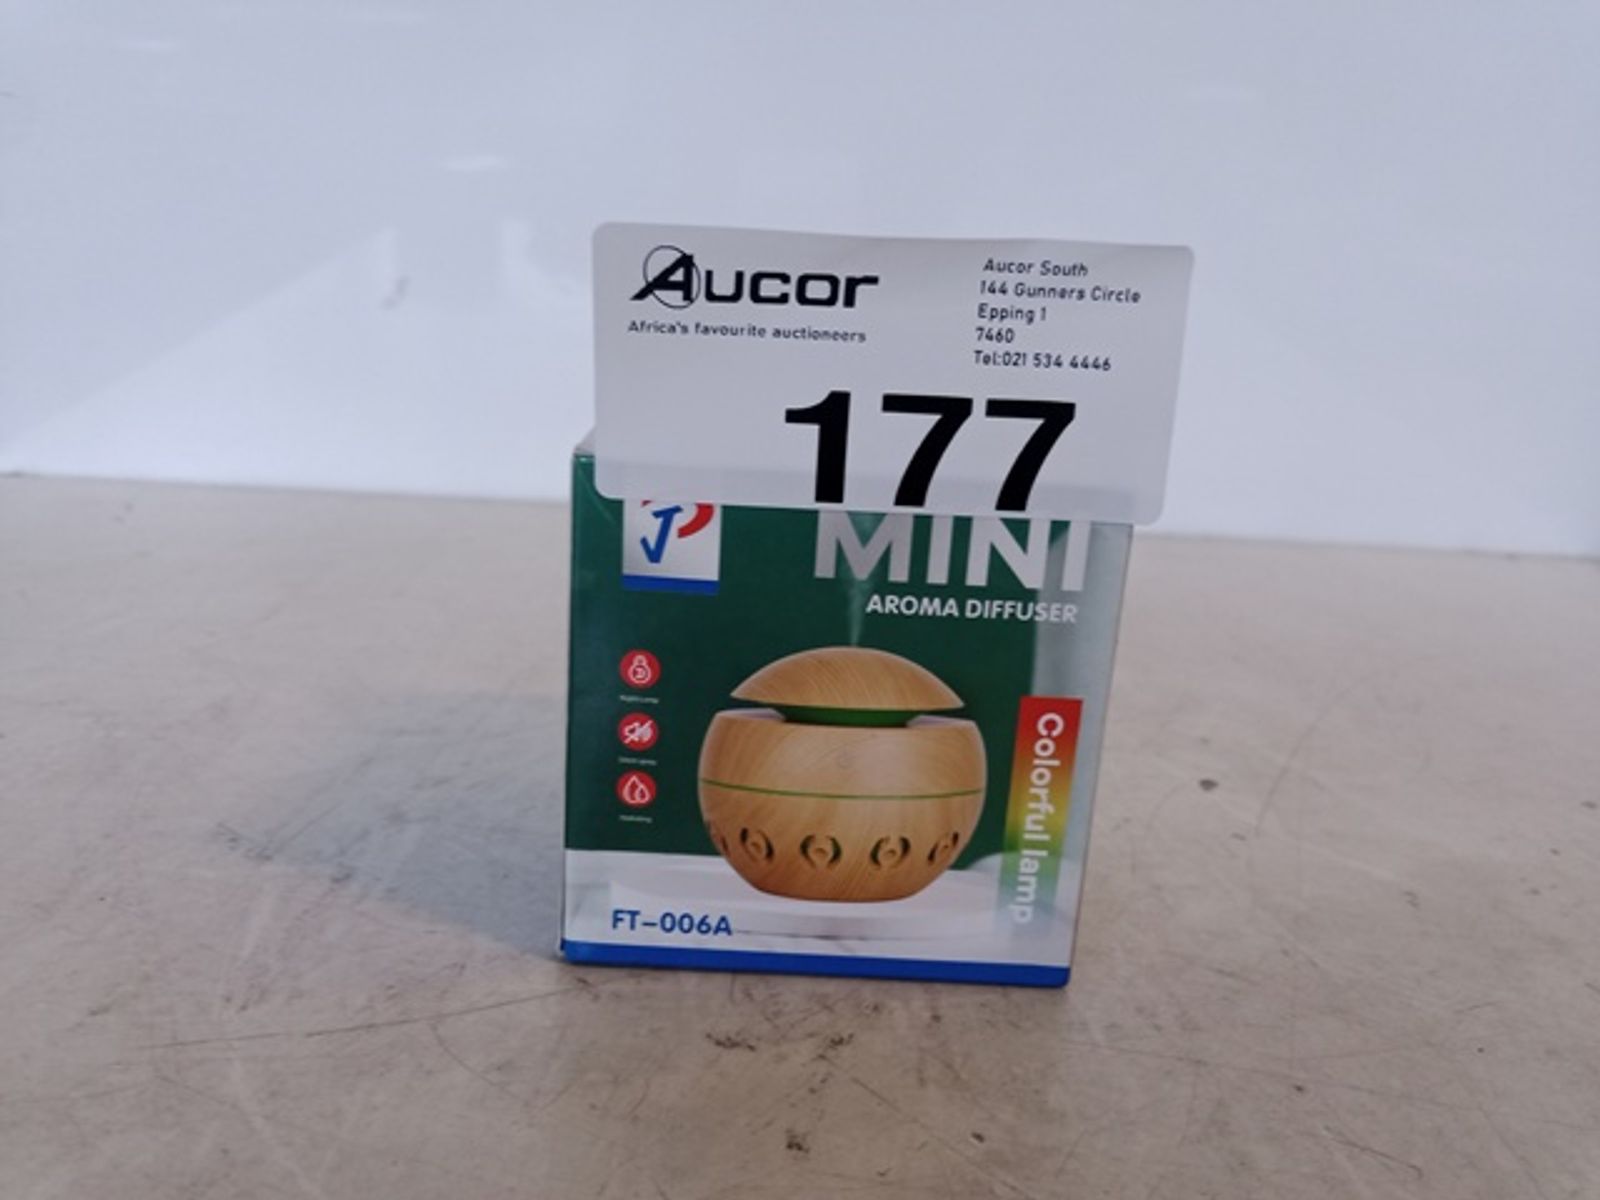 Aucor
Africa's favourite auctioneers
Aucor South
144 Gunners Circle
Epping 1
7460
Tel:021 534 4446
177
JP
MINI
AROMA DIFFUSER
Colorful lamp
FT-006A